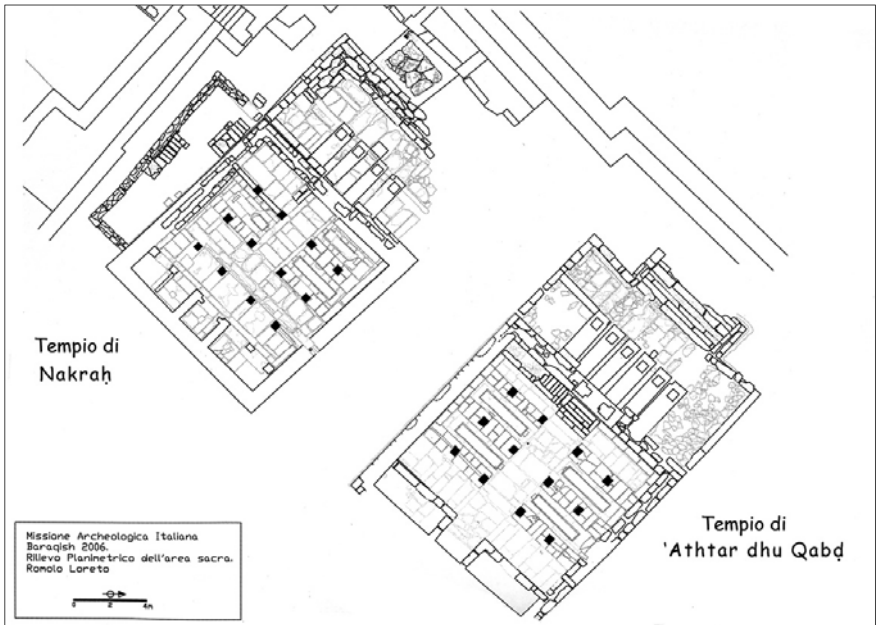 Tempio di
Nakraḥ
Tempio di
'Athtar dhu Qabḍ
Missione Archeologica Italiana
Baraqish 2006.
Rilievo Planimetrico dell'area sacra.
Romolo Loreto
0 2 4m